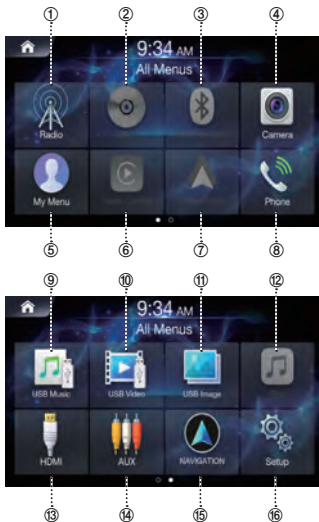 ① ② ③ ④
9:34 AM
All Menus
Radio Camera
My Menu Phone
⑤ ⑥ ⑦ ⑧
⑨ ⑩ ⑪ ⑫
9:34 AM
All Menus
USB Music USB Video USB Image
HDMI AUX NAVIGATION Setup
⑬ ⑭ ⑮ ⑯